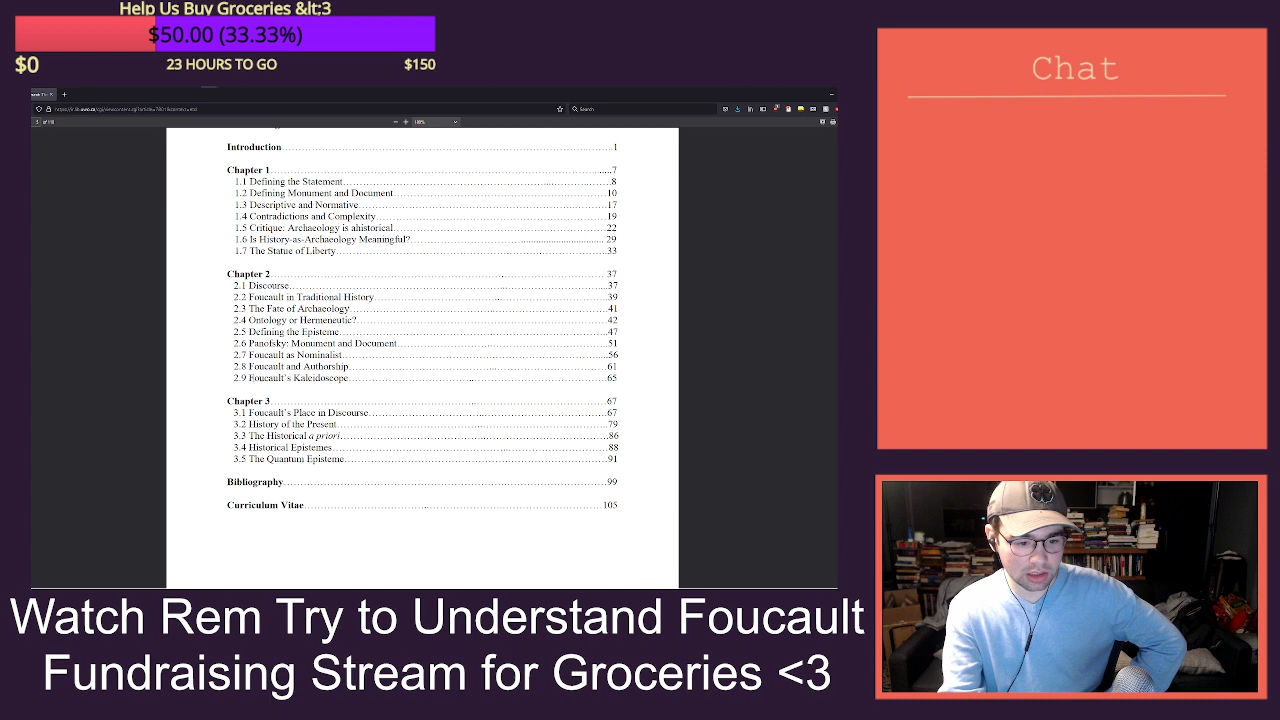 Help Us Buy Groceries &lt;3
$50.00 (33.33%)
$0 23 HOURS TO GO $150
Search
Introduction 1
Chapter 1 7
1.1 Defining the Statement 8
1.2 Defining Monument and Document 10
1.3 Descriptive and Normative 17
1.4 Contradictions and Complexity 19
1.5 Critique: Archaeology is ahistorical 22
1.6 Is History-as-Archaeology Meaningful? 29
1.7 The Statue of Liberty 33
Chapter 2 37
2.1 Discourse 37
2.2 Foucault in Traditional History 39
2.3 The Fate of Archaeology 41
2.4 Ontology or Hermeneutic? 42
2.5 Defining the Episteme 47
2.6 Panofsky: Monument and Document 51
2.7 Foucault as Nominalist 56
2.8 Foucault and Authorship 61
2.9 Foucault's Kaleidoscope 65
Chapter 3 67
3.1 Foucault's Place in Discourse 67
3.2 History of the Present 79
3.3 The Historical a priori 86
3.4 Historical Epistemes 88
3.5 The Quantum Episteme 91
Bibliography 99
Curriculum Vitae 105
Chat
Watch Rem Try to Understand Foucault
Fundraising Stream for Groceries <3